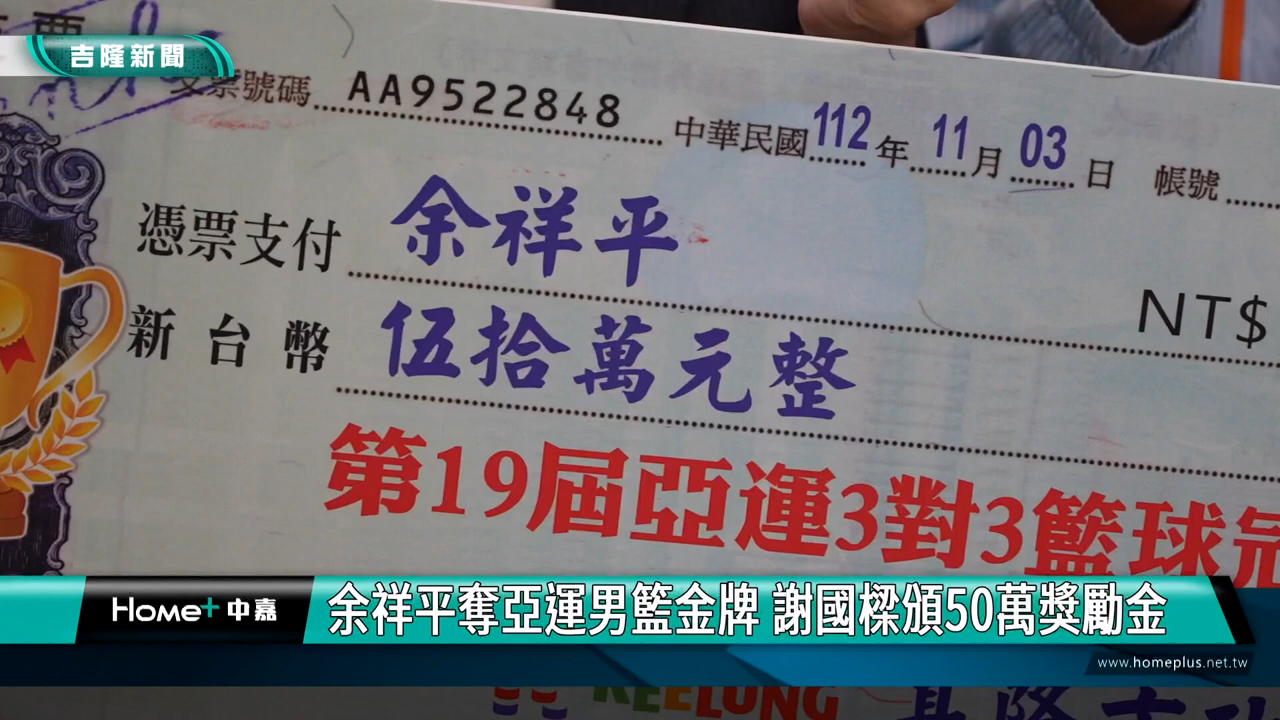 吉隆新聞
支票號碼 AA9522848 中華民國 112 年 11 月 03 日 帳號
憑票支付 余祥平
NT$
新台幣 伍拾萬元整
第19屆亞運3對3籃球冠
Home+ 中嘉 余祥平奪亞運男籃金牌 謝國樑頒50萬獎勵金
www.homeplus.net.tw
KEELUNG